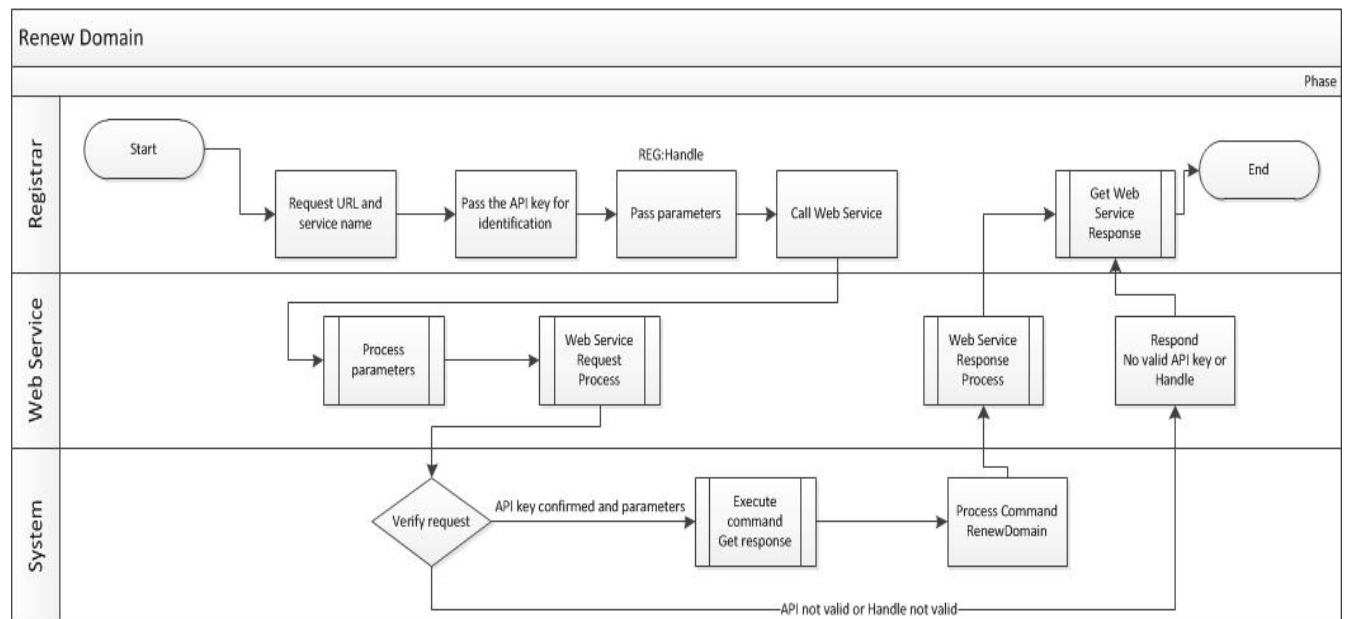 Renew Domain
Phase
Registrar
Start
REG:Handle
End
Request URL and
service name
Pass the API key for
identification
Pass parameters
Call Web Service
Get Web
Service
Response
Web Service
Process
parameters
Web Service
Request
Process
Web Service
Response
Process
Respond
No valid API key or
Handle
System
Verify request
API key confirmed and parameters
Execute
command
Get response
Process Command
RenewDomain
API not valid or Handle not valid